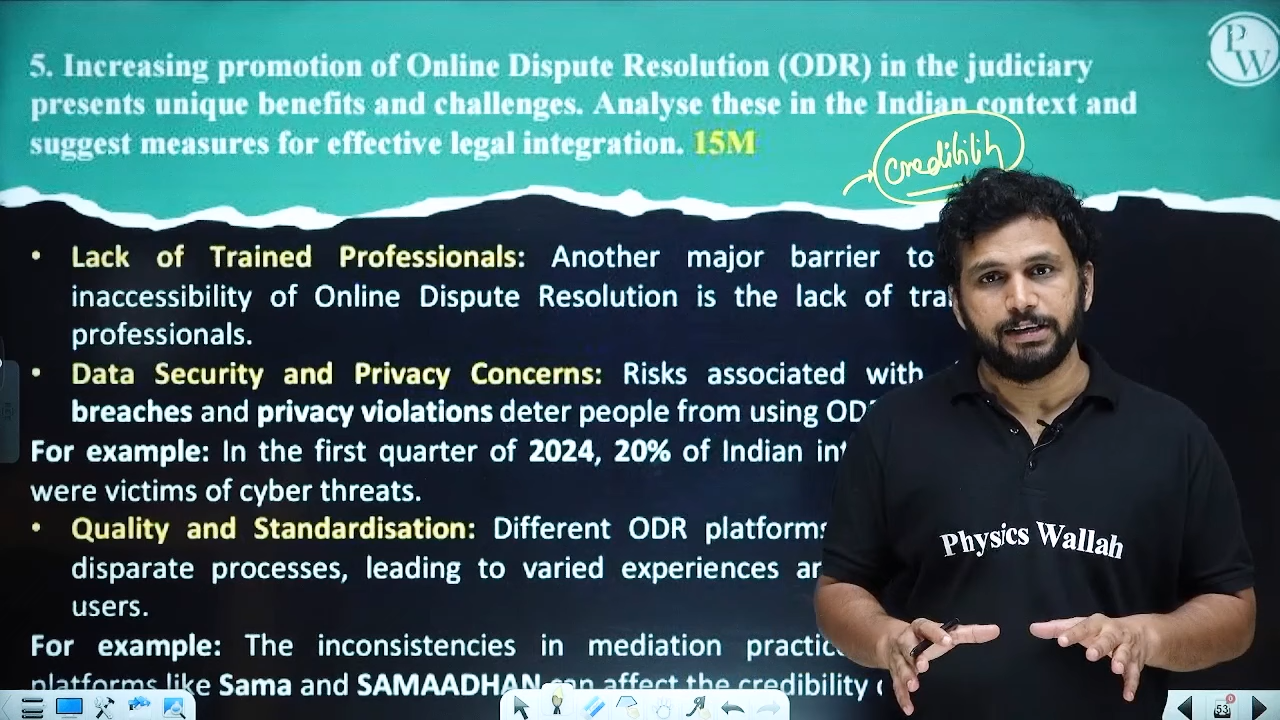 5. Increasing promotion of Online Dispute Resolution (ODR) in the judiciary
presents unique benefits and challenges. Analyse these in the Indian context and
suggest measures for effective legal integration. 15M
PW
credibility
• Lack of Trained Professionals: Another major barrier to
inaccessibility of Online Dispute Resolution is the lack of
professionals.
• Data Security and Privacy Concerns: Risks associated with
breaches and privacy violations deter people from using
For example: In the first quarter of 2024, 20% of Indian
were victims of cyber threats.
• Quality and Standardisation: Different ODR platforms
disparate processes, leading to varied experiences
users.
For example: The inconsistencies in mediation
platforms like Sama and SAMAADHAN can affect the credibility
Physics Wallah
53